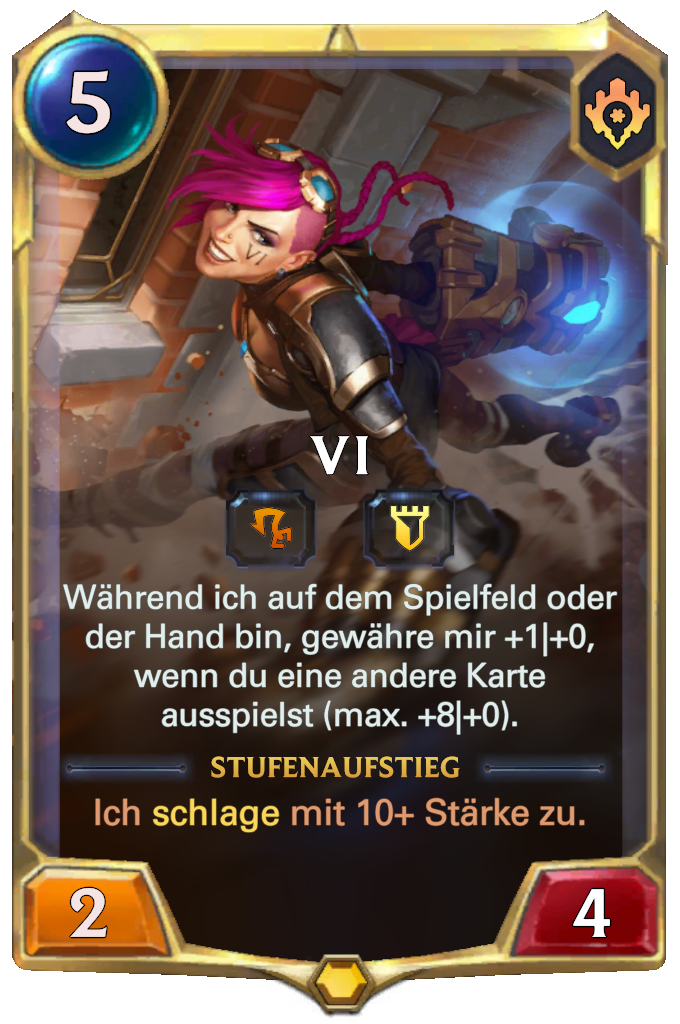 5
VI
VI
Während ich auf dem Spielfeld oder
der Hand bin, gewähre mir +1|+0,
wenn du eine andere Karte
ausspielst (max. +8|+0).
STUFENAUFSTIEG
Ich schlage mit 10+ Stärke zu.
2
4